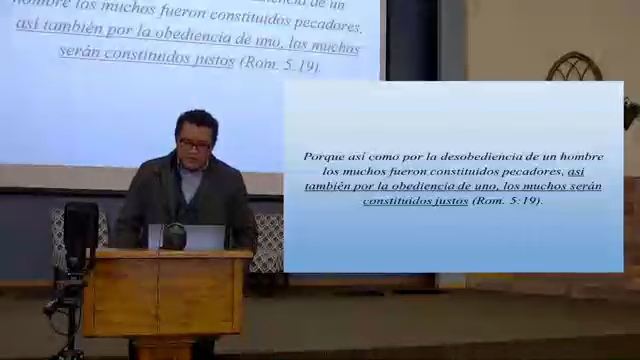 hombre los muchos fueron constituidos pecadores,
así también por la obediencia de uno, los muchos
serán constituidos justos (Rom. 5:19).
Porque así como por la desobediencia de un hombre
los muchos fueron constituidos pecadores, así
también por la obediencia de uno, los muchos serán
constituidos justos (Rom. 5:19).